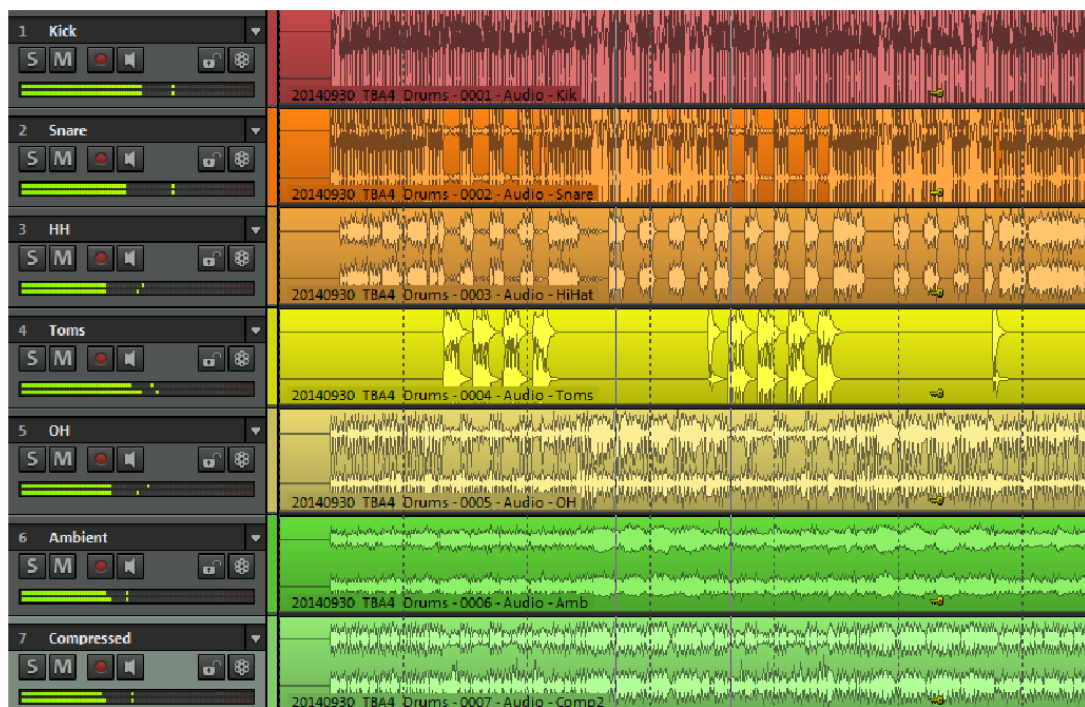 1 Kick
S M
20140930 TBA4 Drums - 0001 - Audio - Kik
2 Snare
S M
20140930 TBA4 Drums - 0002 - Audio - Snare
3 HH
S M
20140930 TBA4 Drums - 0003 - Audio - HiHat
4 Toms
S M
20140930 TBA4 Drums - 0004 - Audio - Toms
5 OH
S M
20140930 TBA4 Drums - 0005 - Audio - OH
6 Ambient
S M
20140930 TBA4 Drums - 0006 - Audio - Amb
7 Compressed
S M
20140930 TBA4 Drums - 0007 - Audio - Comp2